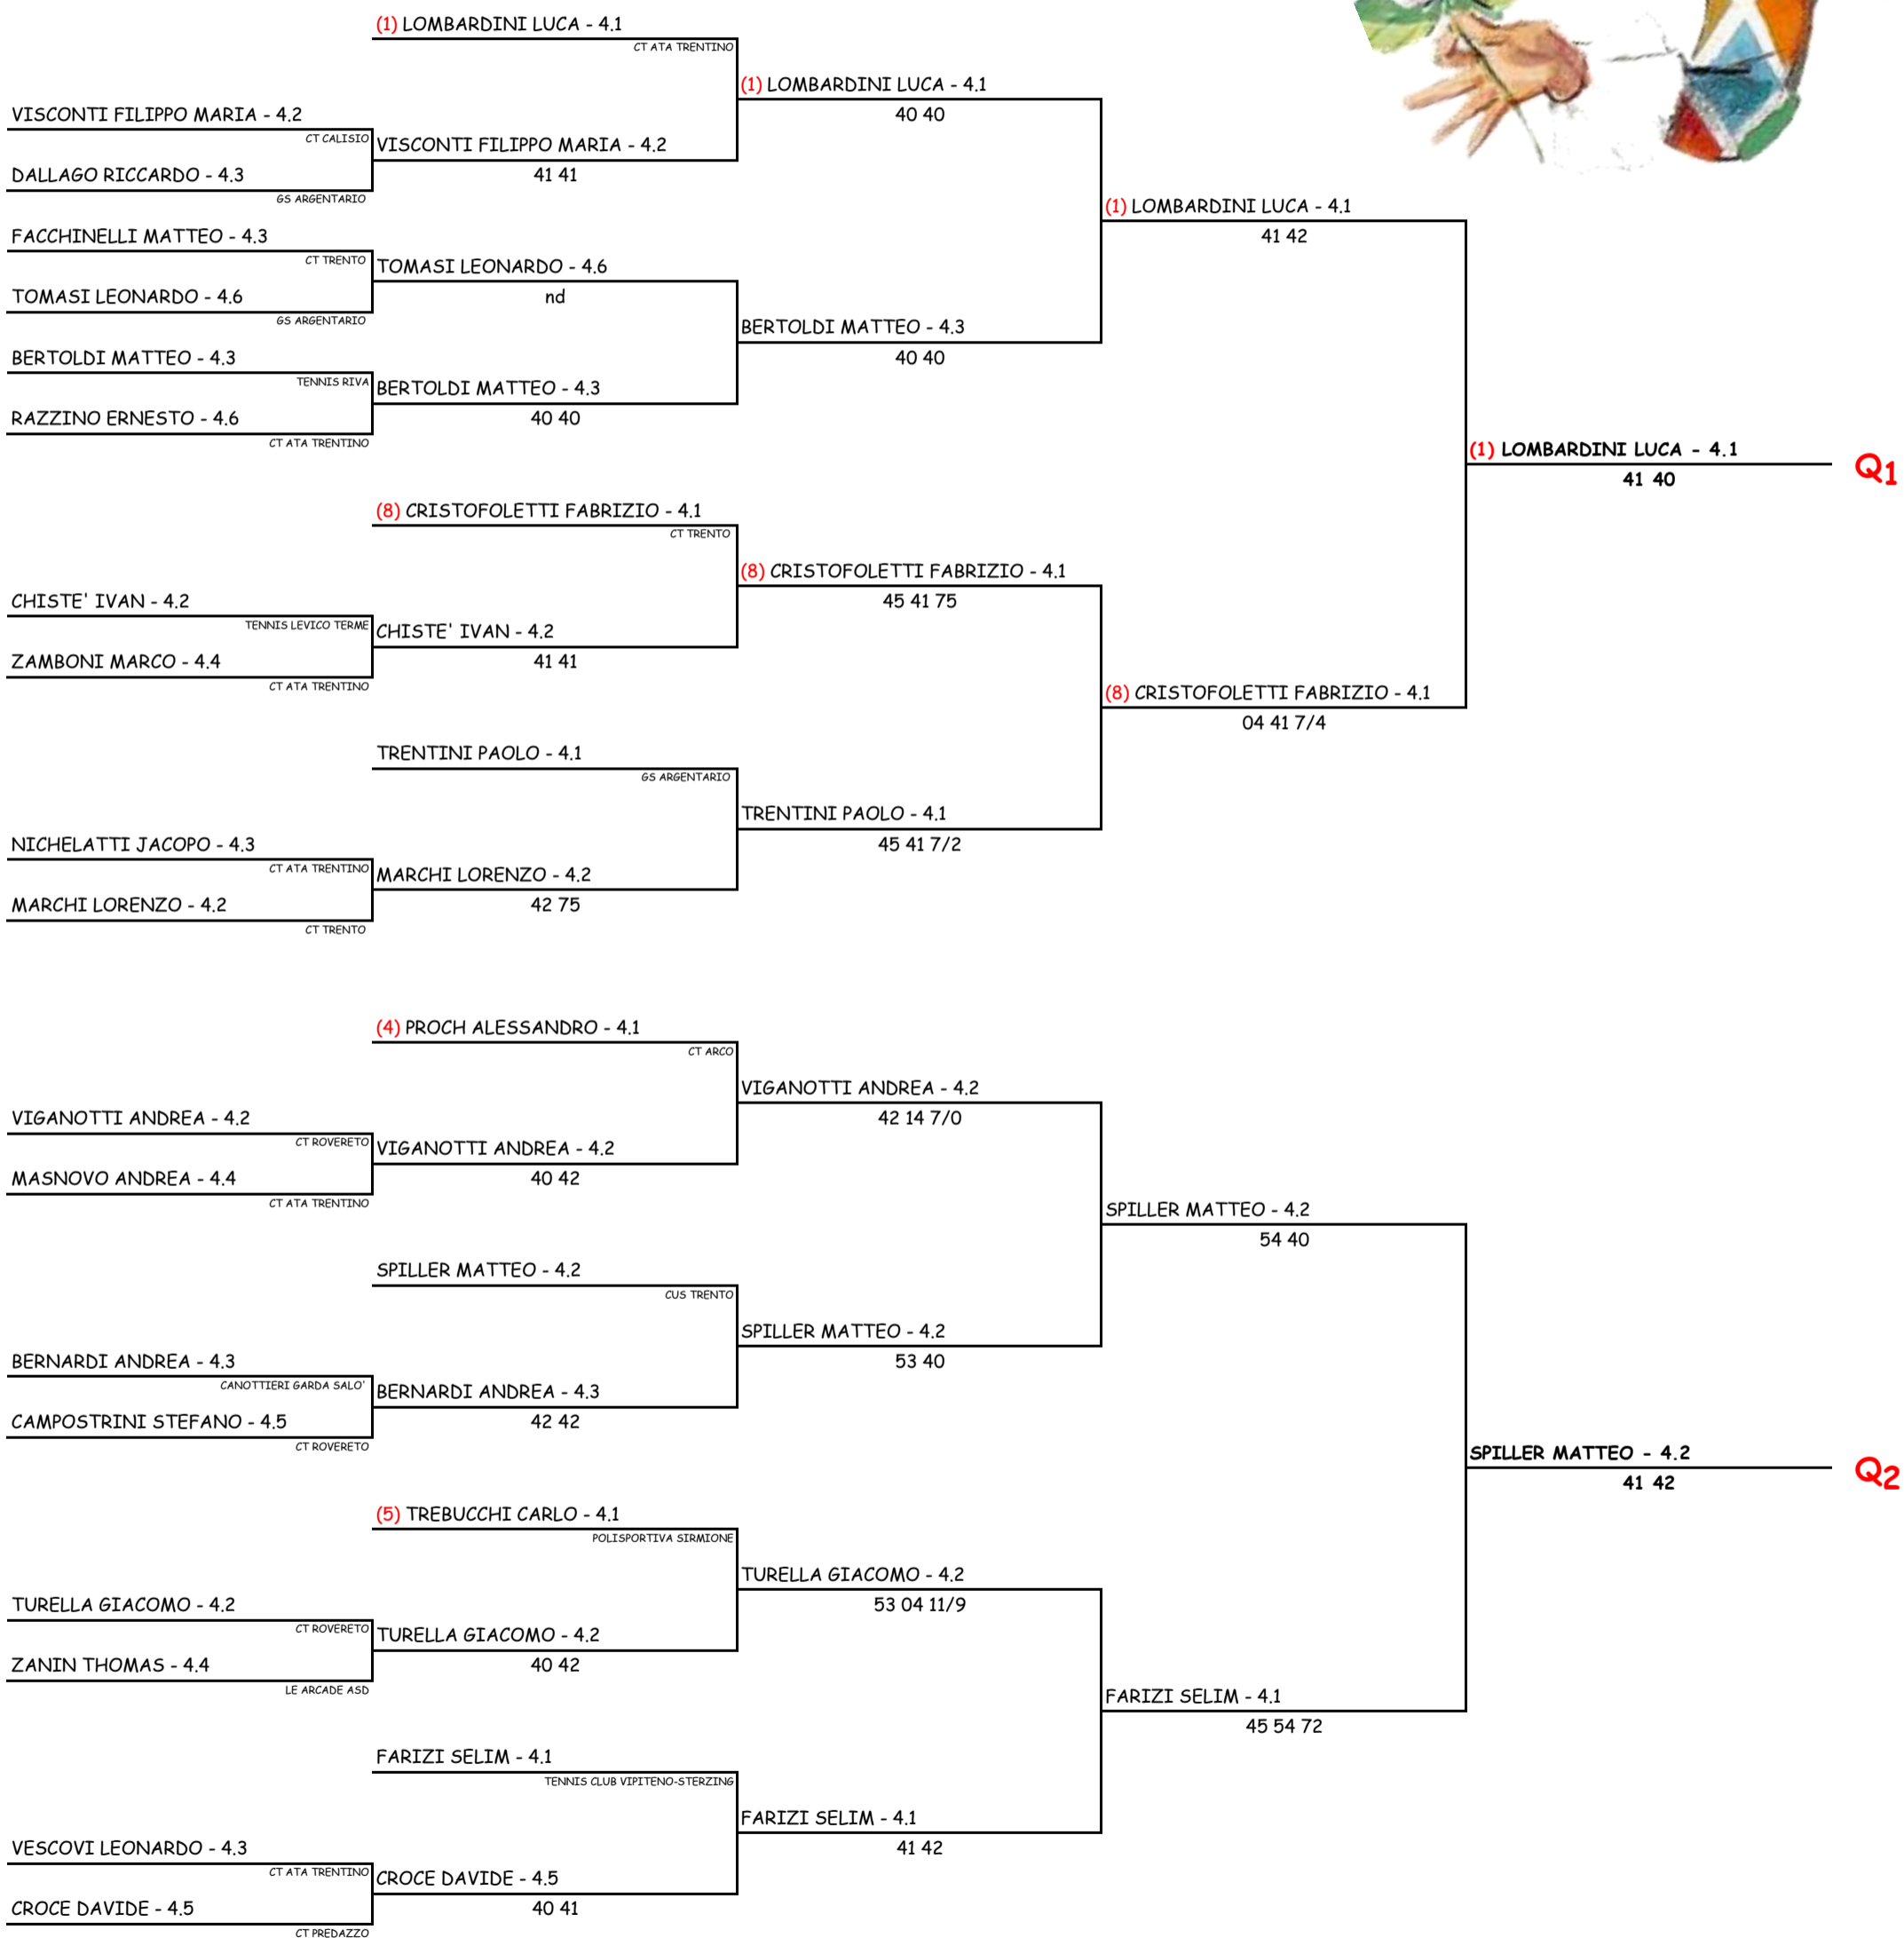 (1) LOMBARDINI LUCA - 4.1
CT ATA TRENTINO
(1) LOMBARDINI LUCA - 4.1
40 40
VISCONTI FILIPPO MARIA - 4.2
CT CALISIO
VISCONTI FILIPPO MARIA - 4.2
41 41
DALLAGO RICCARDO - 4.3
GS ARGENTARIO
(1) LOMBARDINI LUCA - 4.1
41 42
FACCHINELLI MATTEO - 4.3
CT TRENTO
TOMASI LEONARDO - 4.6
nd
TOMASI LEONARDO - 4.6
GS ARGENTARIO
BERTOLDI MATTEO - 4.3
40 40
BERTOLDI MATTEO - 4.3
TENNIS RIVA
BERTOLDI MATTEO - 4.3
40 40
RAZZINO ERNESTO - 4.6
CT ATA TRENTINO
(1) LOMBARDINI LUCA - 4.1
41 40
Q1
(8) CRISTOFOLETTI FABRIZIO - 4.1
CT TRENTO
(8) CRISTOFOLETTI FABRIZIO - 4.1
45 41 75
CHISTE' IVAN - 4.2
TENNIS LEVICO TERME
CHISTE' IVAN - 4.2
41 41
ZAMBONI MARCO - 4.4
CT ATA TRENTINO
(8) CRISTOFOLETTI FABRIZIO - 4.1
04 41 7/4
TRENTINI PAOLO - 4.1
GS ARGENTARIO
TRENTINI PAOLO - 4.1
45 41 7/2
NICHELATTI JACOPO - 4.3
CT ATA TRENTINO
MARCHI LORENZO - 4.2
42 75
MARCHI LORENZO - 4.2
CT TRENTO
(4) PROCH ALESSANDRO - 4.1
CT ARCO
VIGANOTTI ANDREA - 4.2
42 14 7/0
VIGANOTTI ANDREA - 4.2
CT ROVERETO
VIGANOTTI ANDREA - 4.2
40 42
MASNOVO ANDREA - 4.4
CT ATA TRENTINO
SPILLER MATTEO - 4.2
54 40
SPILLER MATTEO - 4.2
CUS TRENTO
SPILLER MATTEO - 4.2
53 40
BERNARDI ANDREA - 4.3
CANOTTIERI GARDA SALO'
BERNARDI ANDREA - 4.3
42 42
CAMPOSTRINI STEFANO - 4.5
CT ROVERETO
SPILLER MATTEO - 4.2
41 42
Q2
(5) TREBUCCHI CARLO - 4.1
POLISPORTIVA SIRMIONE
TURELLA GIACOMO - 4.2
53 04 11/9
TURELLA GIACOMO - 4.2
CT ROVERETO
TURELLA GIACOMO - 4.2
40 42
ZANIN THOMAS - 4.4
LE ARCADE ASD
FARIZI SELIM - 4.1
45 54 72
FARIZI SELIM - 4.1
TENNIS CLUB VIPITENO-STERZING
FARIZI SELIM - 4.1
41 42
VESCOVI LEONARDO - 4.3
CT ATA TRENTINO
CROCE DAVIDE - 4.5
40 41
CROCE DAVIDE - 4.5
CT PREDAZZO